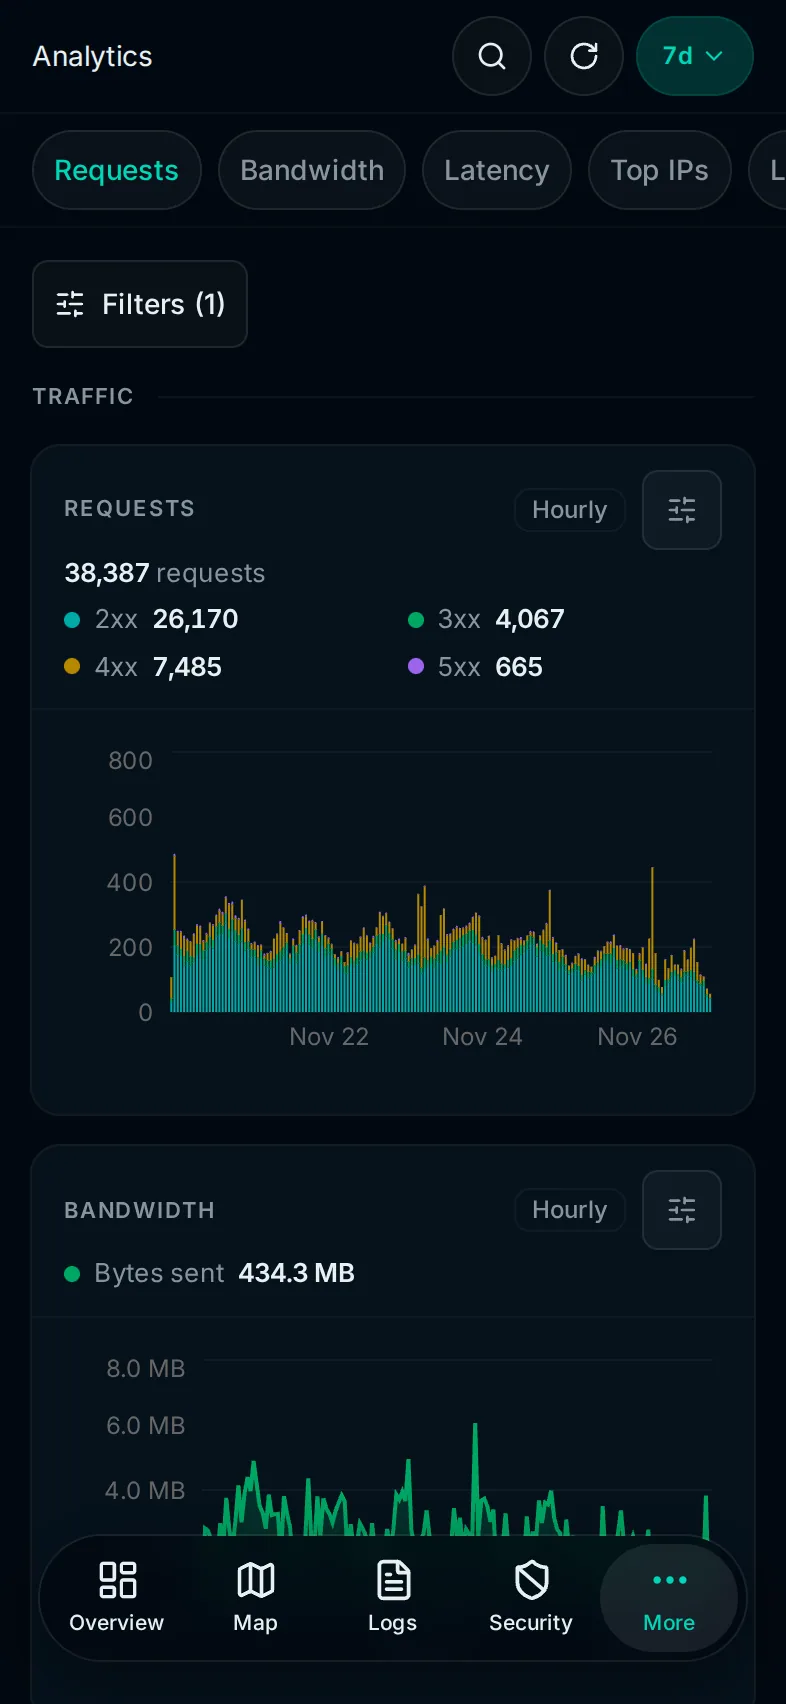 Analytics
7d
Requests Bandwidth Latency Top IPs L
Filters (1)
TRAFFIC
REQUESTS Hourly
38,387 requests
2xx 26,170 3xx 4,067
4xx 7,485 5xx 665
800
600
400
200
0
Nov 22 Nov 24 Nov 26
BANDWIDTH Hourly
Bytes sent 434.3 MB
8.0 MB
6.0 MB
4.0 MB
Overview Map Logs Security More